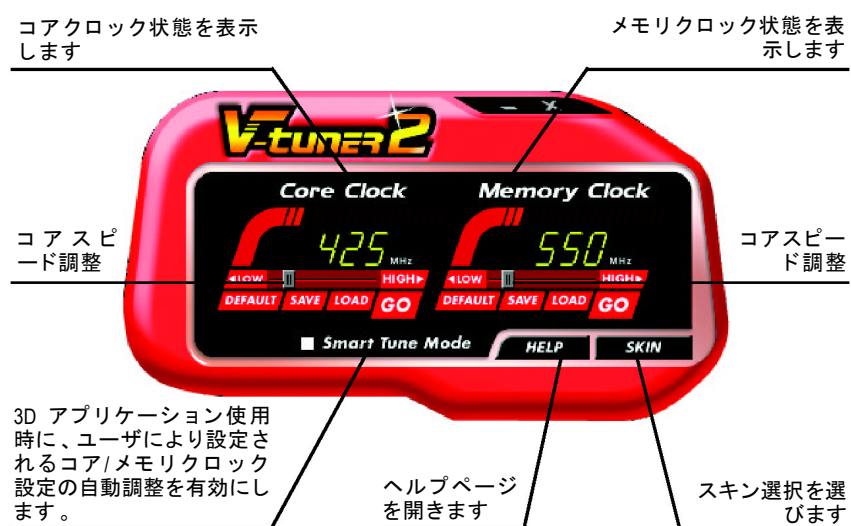 コアクロック状態を表示
します
メモリクロック状態を表
示します
− ×
V-tuner2
Core Clock
Memory Clock
コアスピ
ード調整
425 MHz
550 MHz
コアスピー
ド調整
◀LOW
HIGH▶
◀LOW
HIGH▶
DEFAULT SAVE LOAD GO
DEFAULT SAVE LOAD GO
Smart Tune Mode
HELP
SKIN
3D アプリケーション使用
時に、ユーザにより設定さ
れるコア/メモリクロック
設定の自動調整を有効にし
ます。
ヘルプページ
を開きます
スキン選択を選
びます